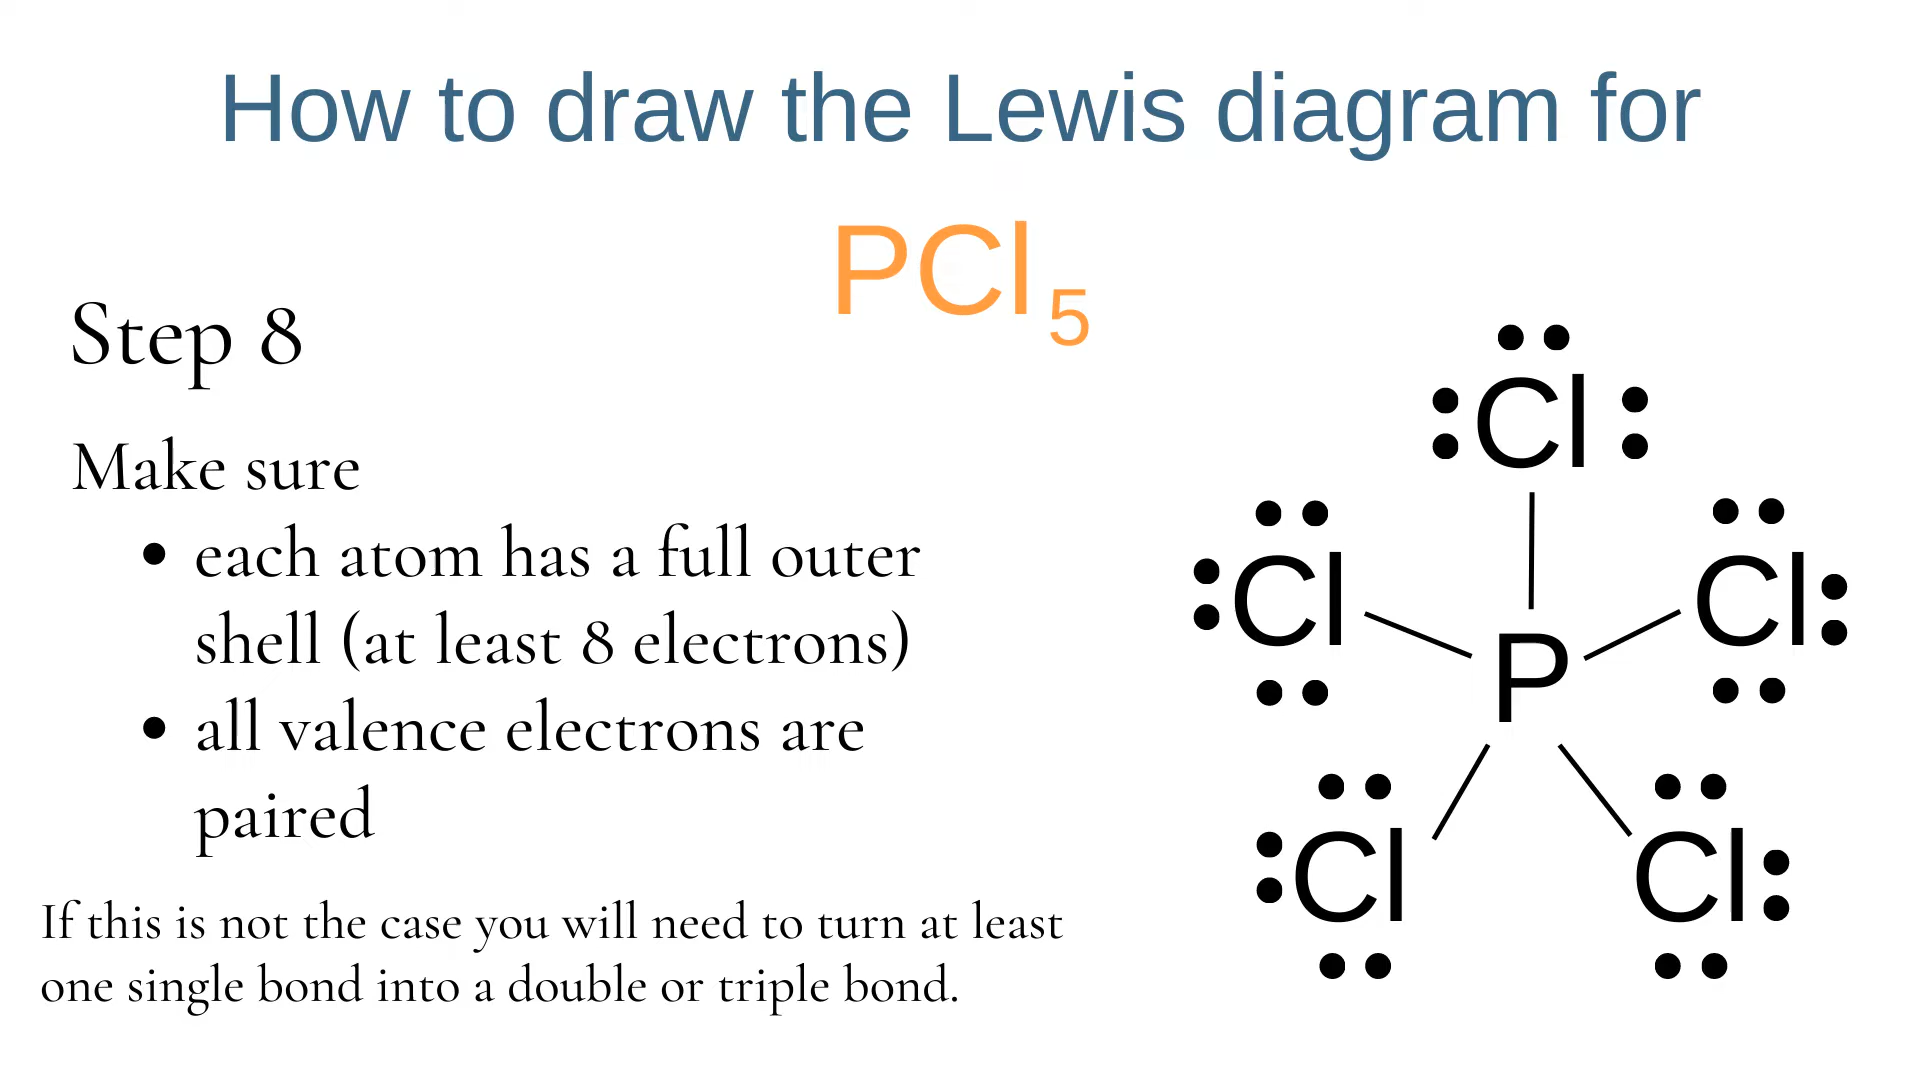 How to draw the Lewis diagram for
PCl5
Step 8
Make sure
• each atom has a full outer
shell (at least 8 electrons)
• all valence electrons are
paired
If this is not the case you will need to turn at least
one single bond into a double or triple bond.
Cl
Cl
Cl
P
Cl
Cl